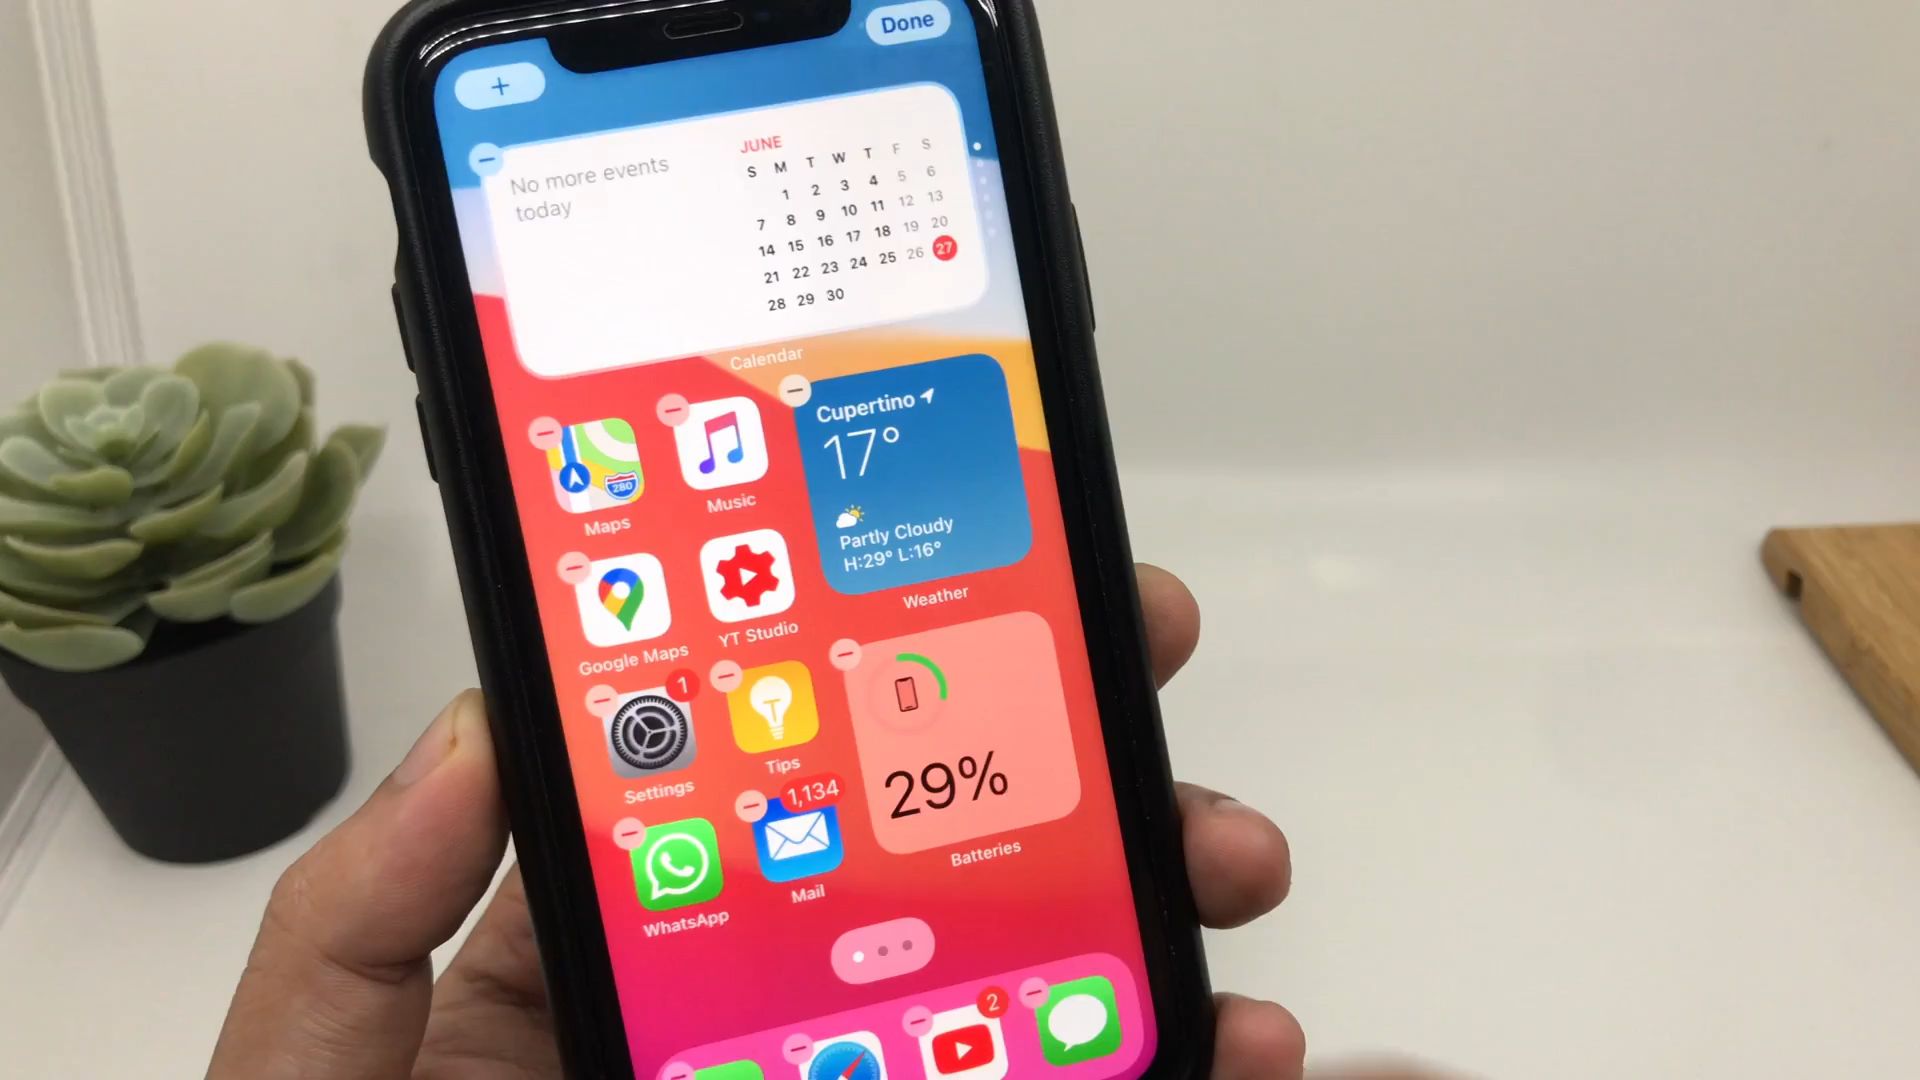 Done
+
No more events
today
JUNE
S M T W T F S
1 2 3 4 5 6
7 8 9 10 11 12 13
14 15 16 17 18 19 20
21 22 23 24 25 26 27
28 29 30
Calendar
280
Maps
Music
Cupertino
17°
Partly Cloudy
H:29° L:16°
Weather
Google Maps
YT Studio
1
Settings
Tips
29%
Batteries
WhatsApp
1,134
Mail
2